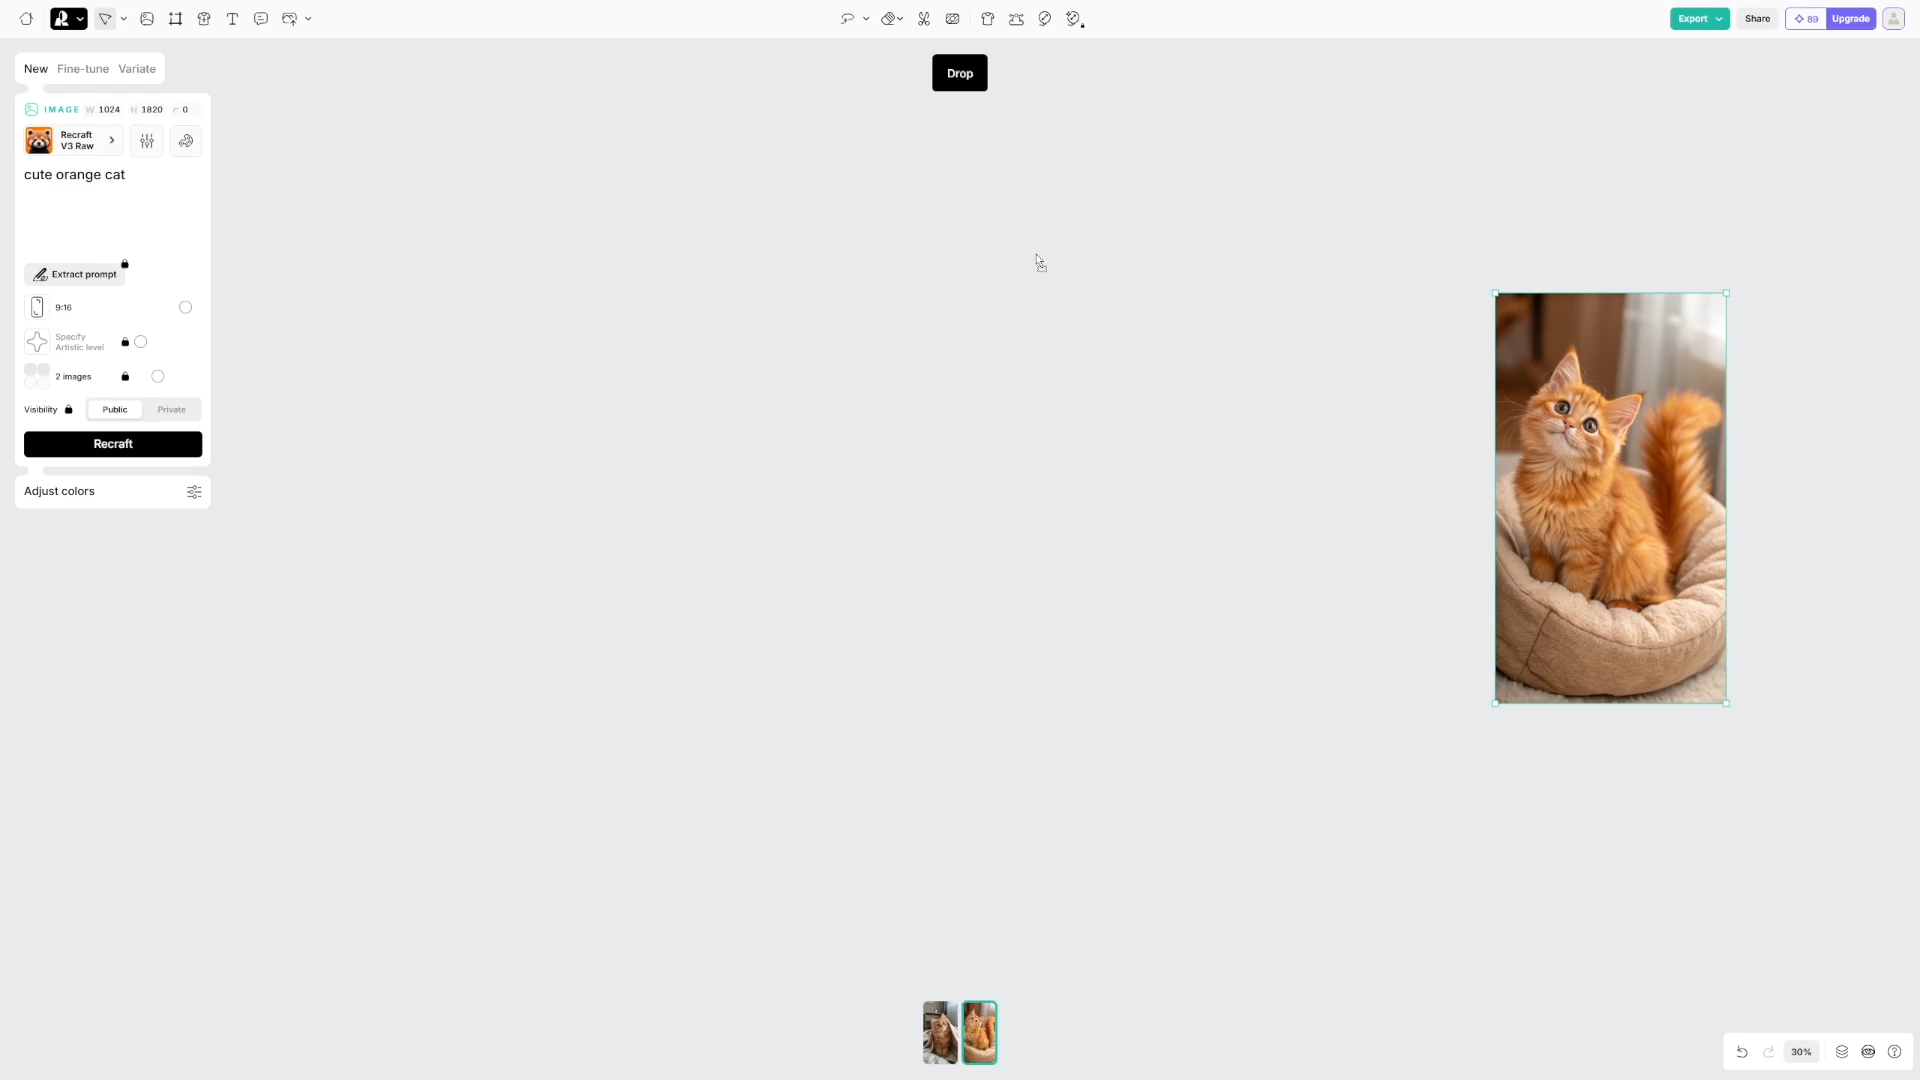 Export
Share
89
Upgrade
New
Fine-tune
Variate
Drop
IMAGE
W 1024
H 1820
0
Recraft
V3 Raw
cute orange cat
Extract prompt
9:16
Specify
Artistic level
2 images
Visibility
Public
Private
Recraft
Adjust colors
30%